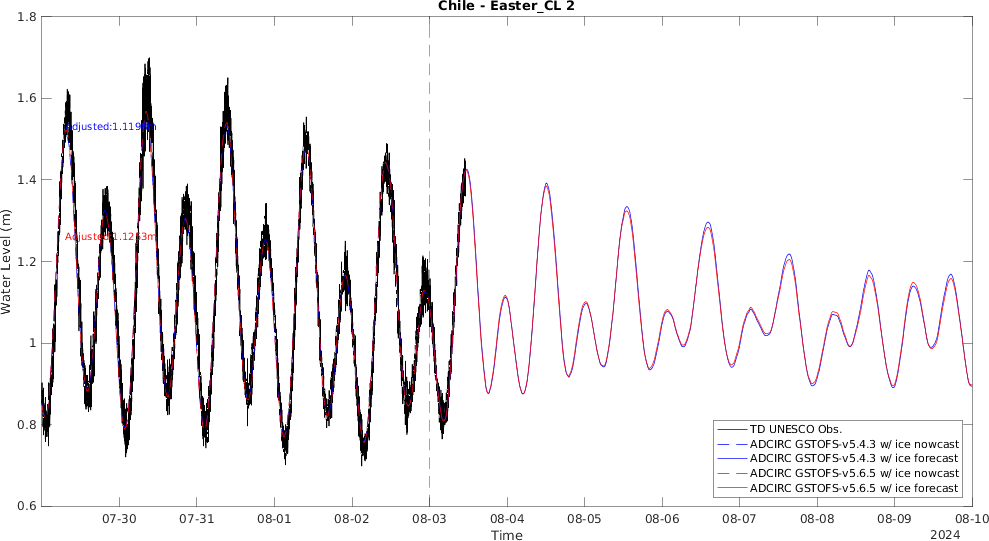 Chile - Easter_CL 2
1.8
1.6
1.4
1.2
1
0.8
0.6
Water Level (m)
07-30
07-31
08-01
08-02
08-03
08-04
08-05
08-06
08-07
08-08
08-09
08-10
Time
2024
TD UNESCO Obs.
ADCIRC GSTOFS-v5.4.3 w/ ice nowcast
ADCIRC GSTOFS-v5.4.3 w/ ice forecast
ADCIRC GSTOFS-v5.6.5 w/ ice nowcast
ADCIRC GSTOFS-v5.6.5 w/ ice forecast